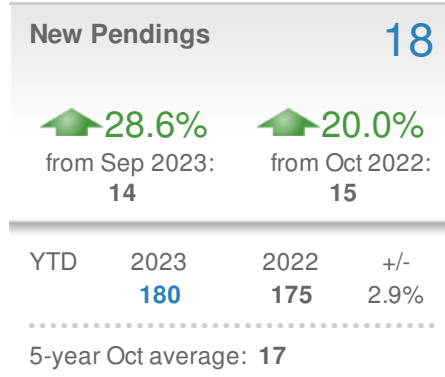 New Pendings 18
28.6% 20.0%
from Sep 2023: from Oct 2022:
14 15
YTD 2023 2022 +/-
180 175 2.9%
5-year Oct average: 17